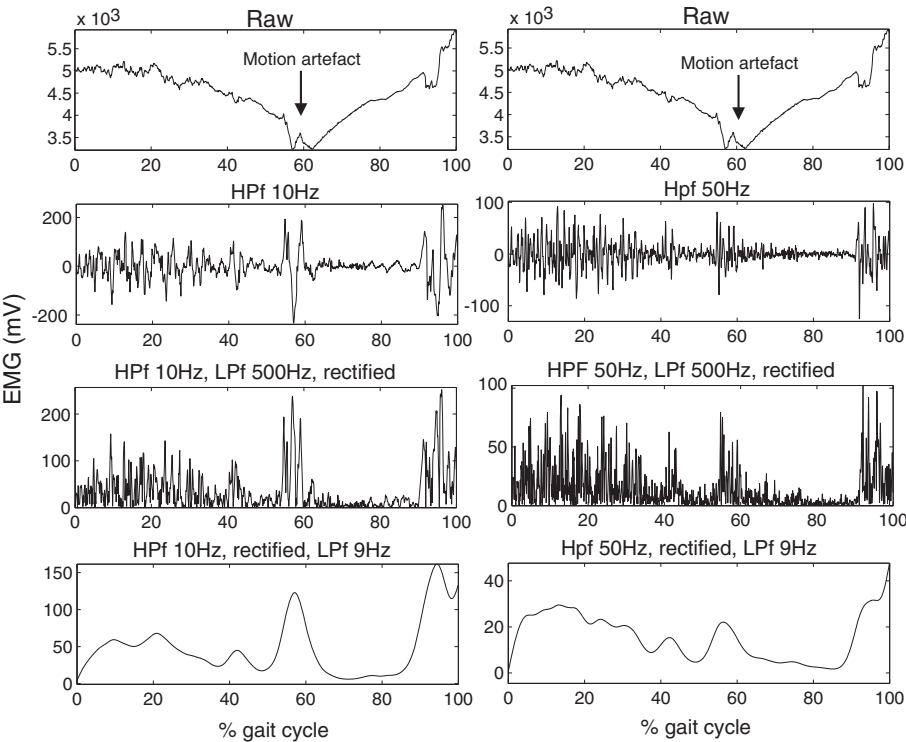 Raw
x 10³
5.5
5
4.5
4
3.5
Motion artefact
0 20 40 60 80 100
Raw
x 10³
5.5
5
4.5
4
3.5
Motion artefact
0 20 40 60 80 100
HPf 10Hz
200
0
-200
0 20 40 60 80 100
Hpf 50Hz
100
0
-100
0 20 40 60 80 100
EMG (mV)
HPf 10Hz, LPf 500Hz, rectified
200
100
0
0 20 40 60 80 100
HPF 50Hz, LPf 500Hz, rectified
100
50
0
0 20 40 60 80 100
HPf 10Hz, rectified, LPf 9Hz
150
100
50
0
0 20 40 60 80 100
% gait cycle
Hpf 50Hz, rectified, LPf 9Hz
40
20
0
0 20 40 60 80 100
% gait cycle